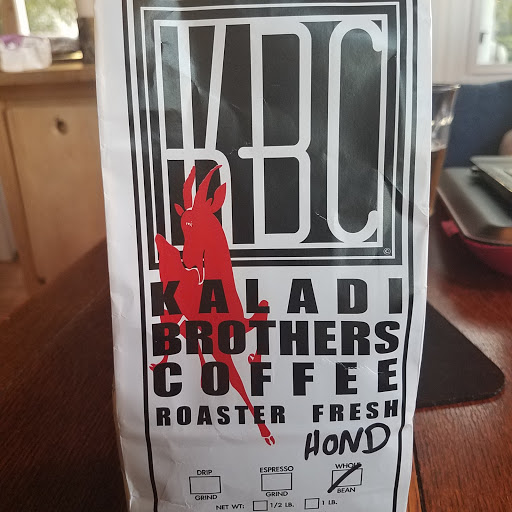 KBC
©
KALADI
BROTHERS
COFFEE
ROASTER FRESH
HOND
DRIP ESPRESSO WHOLE
GRIND GRIND BEAN
NET WT: 1/2 LB. 1 LB.